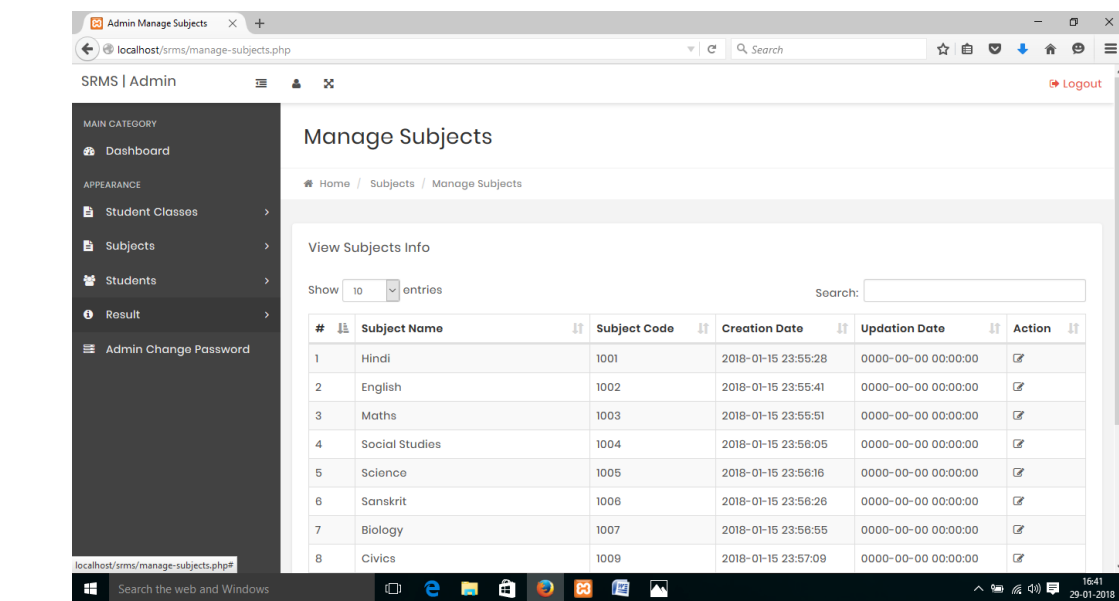 Admin Manage Subjects
localhost/srms/manage-subjects.php
Search
SRMS | Admin
Logout
MAIN CATEGORY
Dashboard
APPEARANCE
Student Classes
Subjects
Students
Result
Admin Change Password
Manage Subjects
Home / Subjects / Manage Subjects
View Subjects Info
Show 10 entries
Search:
# Subject Name Subject Code Creation Date Updation Date Action
1 Hindi 1001 2018-01-15 23:55:28 0000-00-00 00:00:00
2 English 1002 2018-01-15 23:55:41 0000-00-00 00:00:00
3 Maths 1003 2018-01-15 23:55:51 0000-00-00 00:00:00
4 Social Studies 1004 2018-01-15 23:56:05 0000-00-00 00:00:00
5 Science 1005 2018-01-15 23:56:16 0000-00-00 00:00:00
6 Sanskrit 1006 2018-01-15 23:56:26 0000-00-00 00:00:00
7 Biology 1007 2018-01-15 23:56:55 0000-00-00 00:00:00
8 Civics 1009 2018-01-15 23:57:09 0000-00-00 00:00:00
localhost/srms/manage-subjects.php#
Search the web and Windows
16:41
29-01-2018